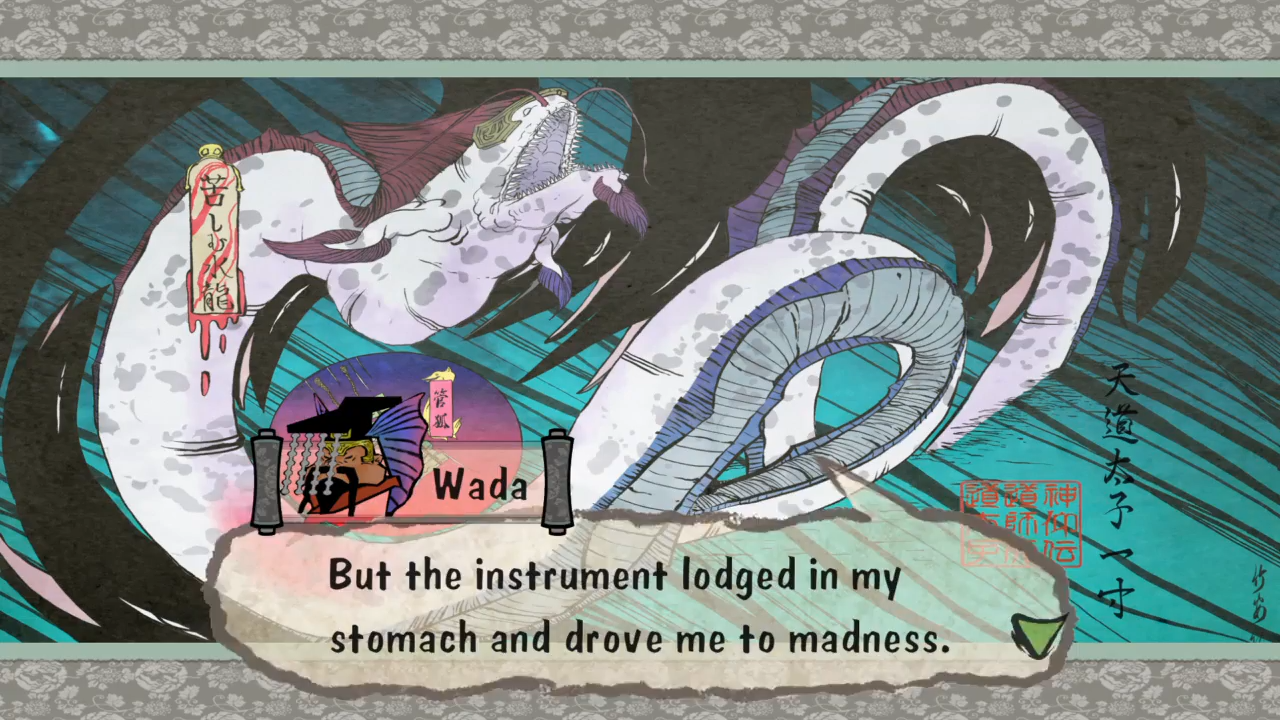 苦しむ水龍
管狐
Wada
But the instrument lodged in my
stomach and drove me to madness.
天道太子一寸